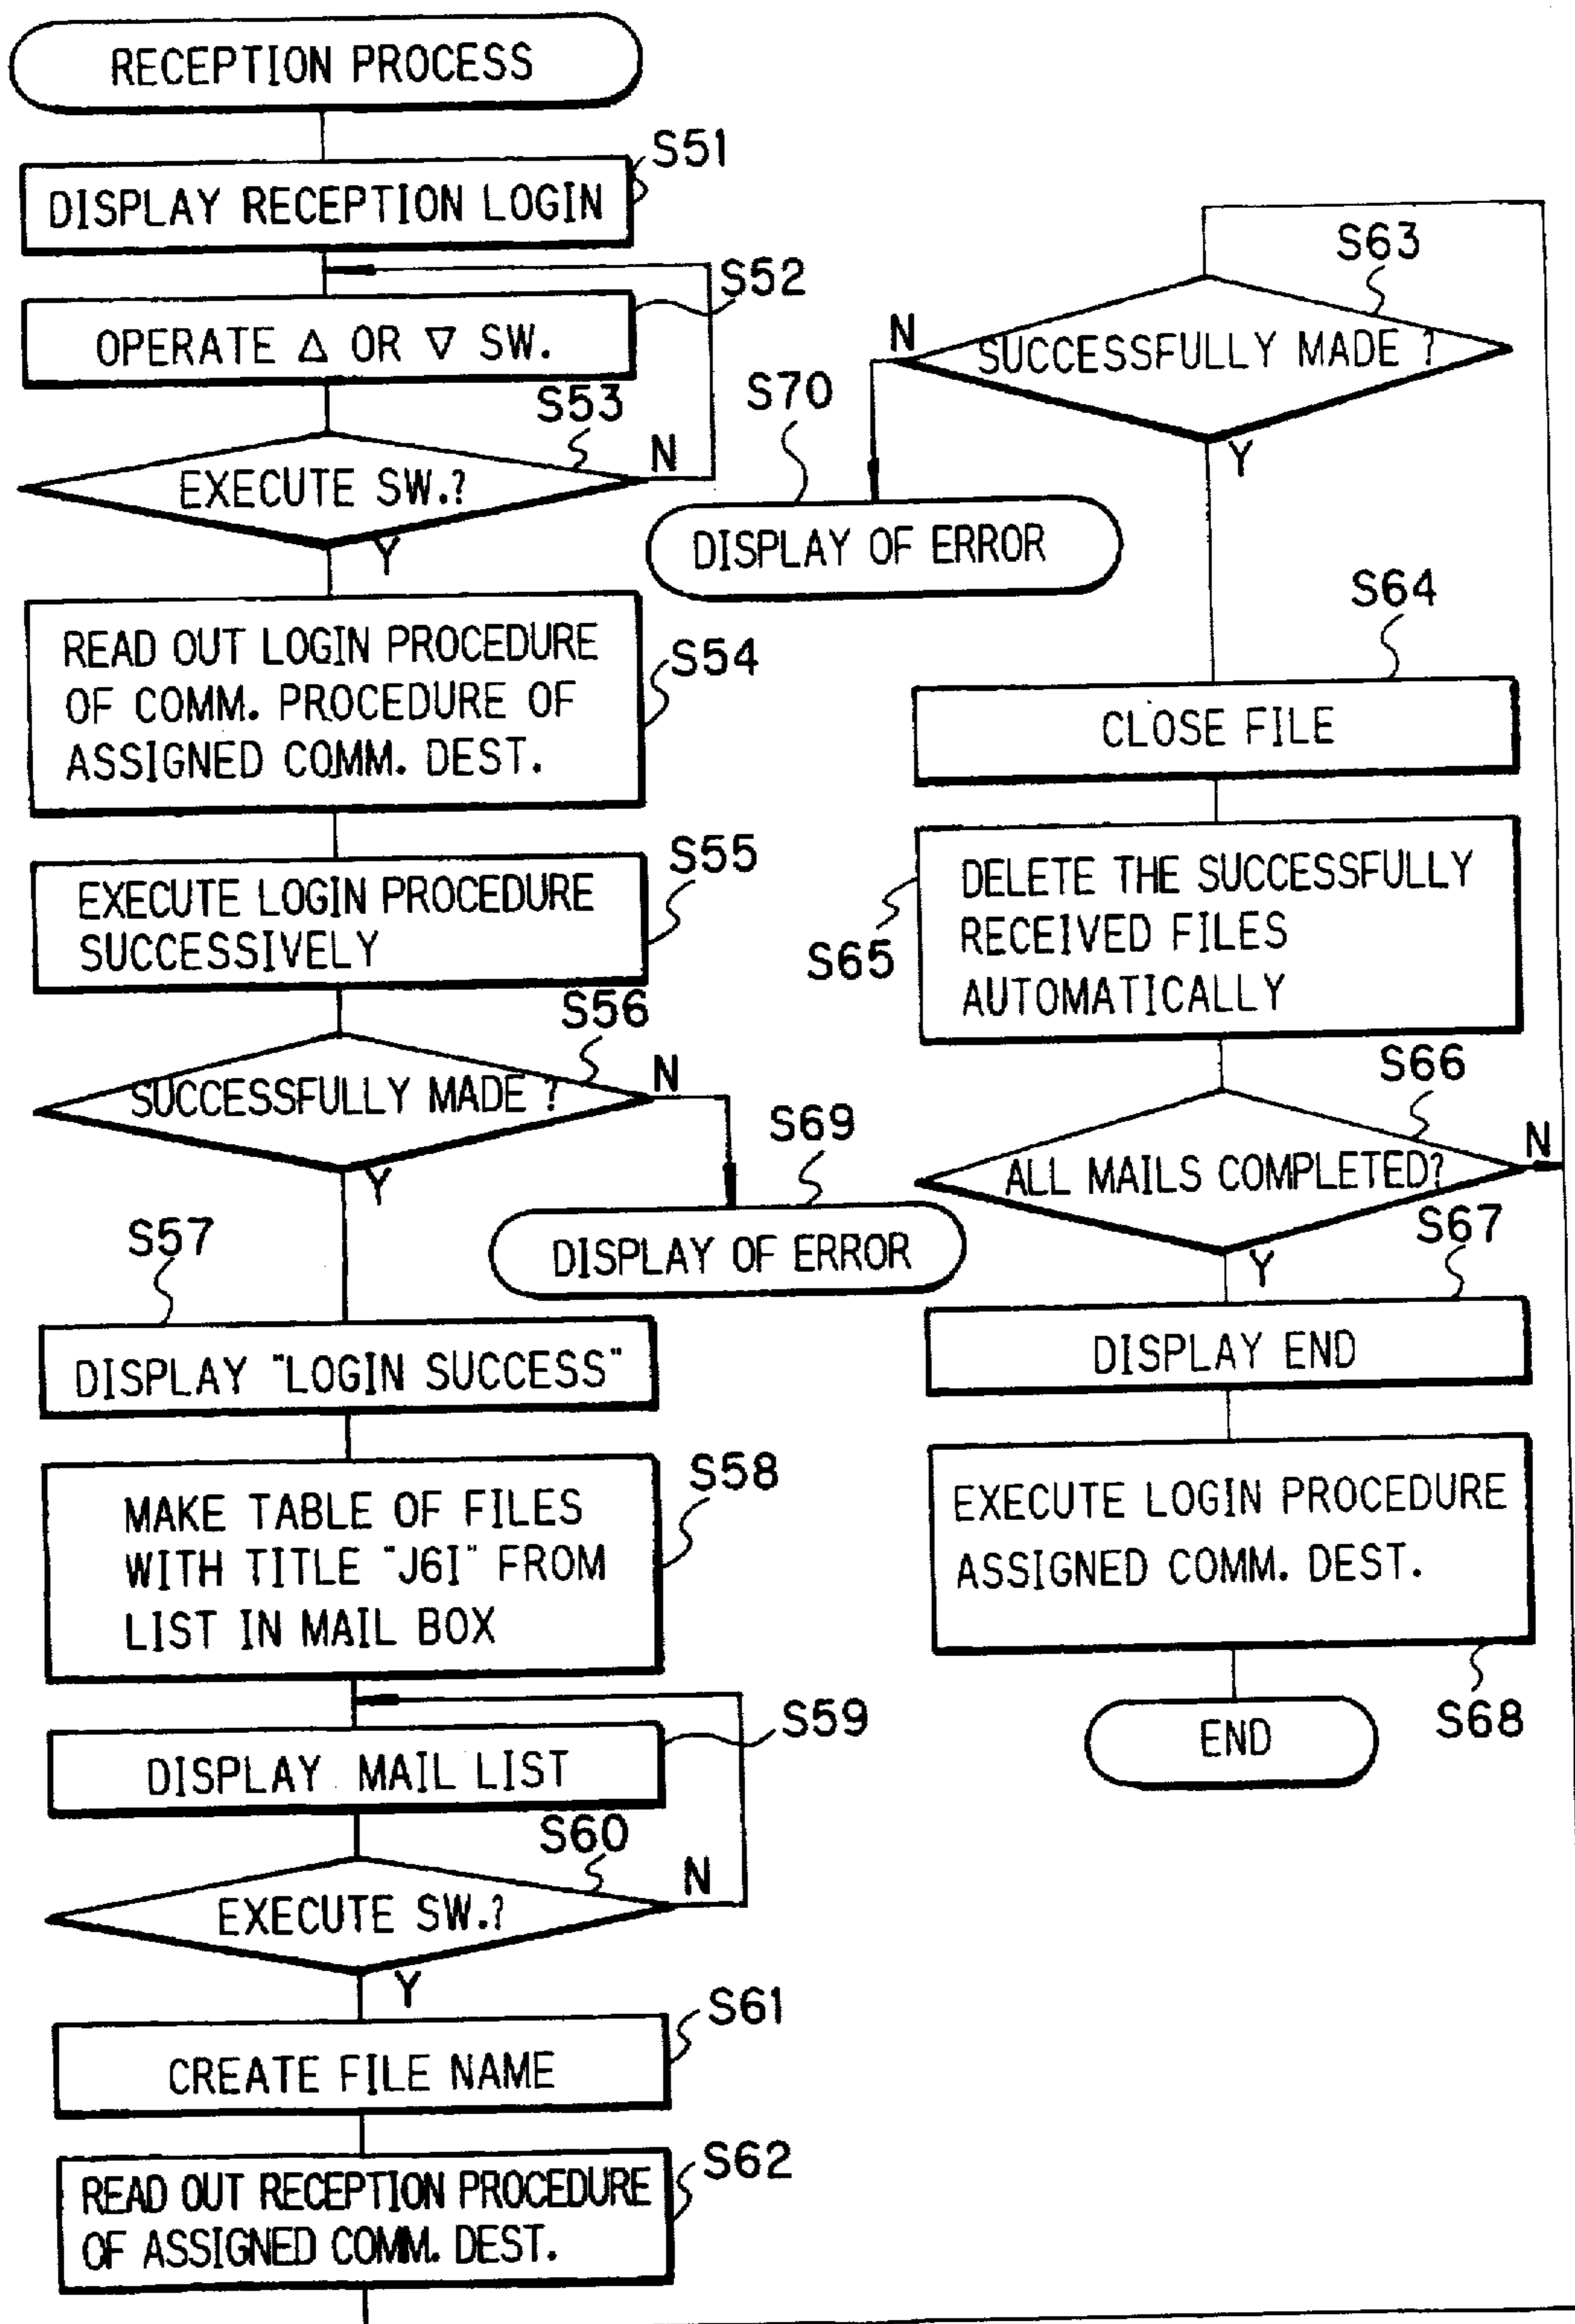 RECEPTION PROCESS
S51
DISPLAY RECEPTION LOGIN
S52
OPERATE △ OR ▽ SW.
S53
EXECUTE SW.?
N
Y
READ OUT LOGIN PROCEDURE
OF COMM. PROCEDURE OF
ASSIGNED COMM. DEST.
S54
S55
EXECUTE LOGIN PROCEDURE
SUCCESSIVELY
S56
SUCCESSFULLY MADE ?
N
Y
S69
DISPLAY OF ERROR
S57
DISPLAY "LOGIN SUCCESS"
S58
MAKE TABLE OF FILES
WITH TITLE "J6I" FROM
LIST IN MAIL BOX
S59
DISPLAY MAIL LIST
S60
EXECUTE SW.?
N
Y
S61
CREATE FILE NAME
S62
READ OUT RECEPTION PROCEDURE
OF ASSIGNED COMM. DEST.
S63
SUCCESSFULLY MADE ?
N
Y
S70
DISPLAY OF ERROR
S64
CLOSE FILE
S65
DELETE THE SUCCESSFULLY
RECEIVED FILES
AUTOMATICALLY
S66
ALL MAILS COMPLETED?
N
Y
S67
DISPLAY END
EXECUTE LOGIN PROCEDURE
ASSIGNED COMM. DEST.
S68
END